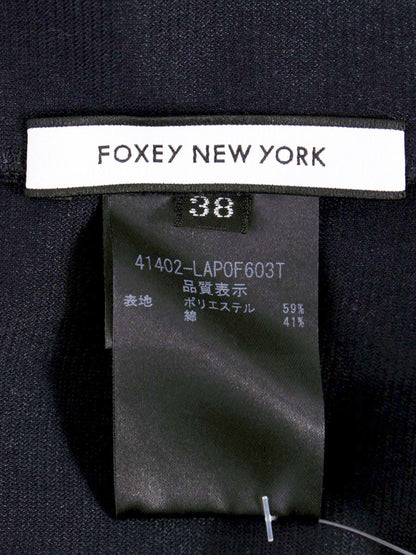 FOXEY NEW YORK
38
41402-LAPOF603T
品質表示
表地 ポリエステル 59%
綿 41%